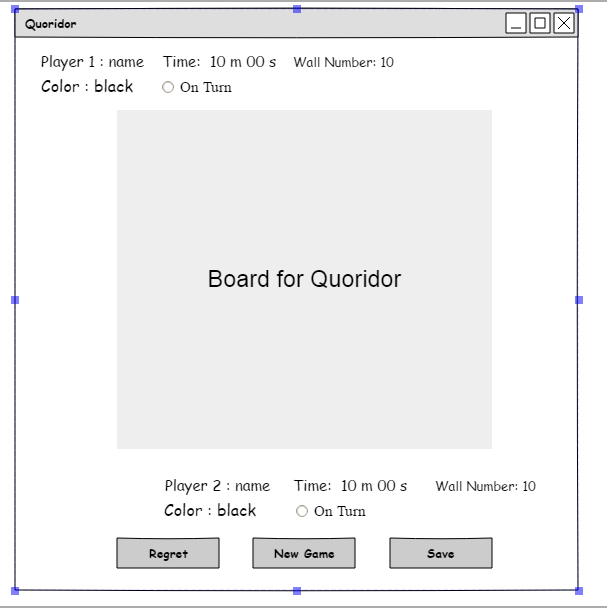 Quoridor
Player 1 : name Time: 10 m 00 s Wall Number: 10
Color : black On Turn
Board for Quoridor
Player 2 : name Time: 10 m 00 s Wall Number: 10
Color : black On Turn
Regret New Game Save